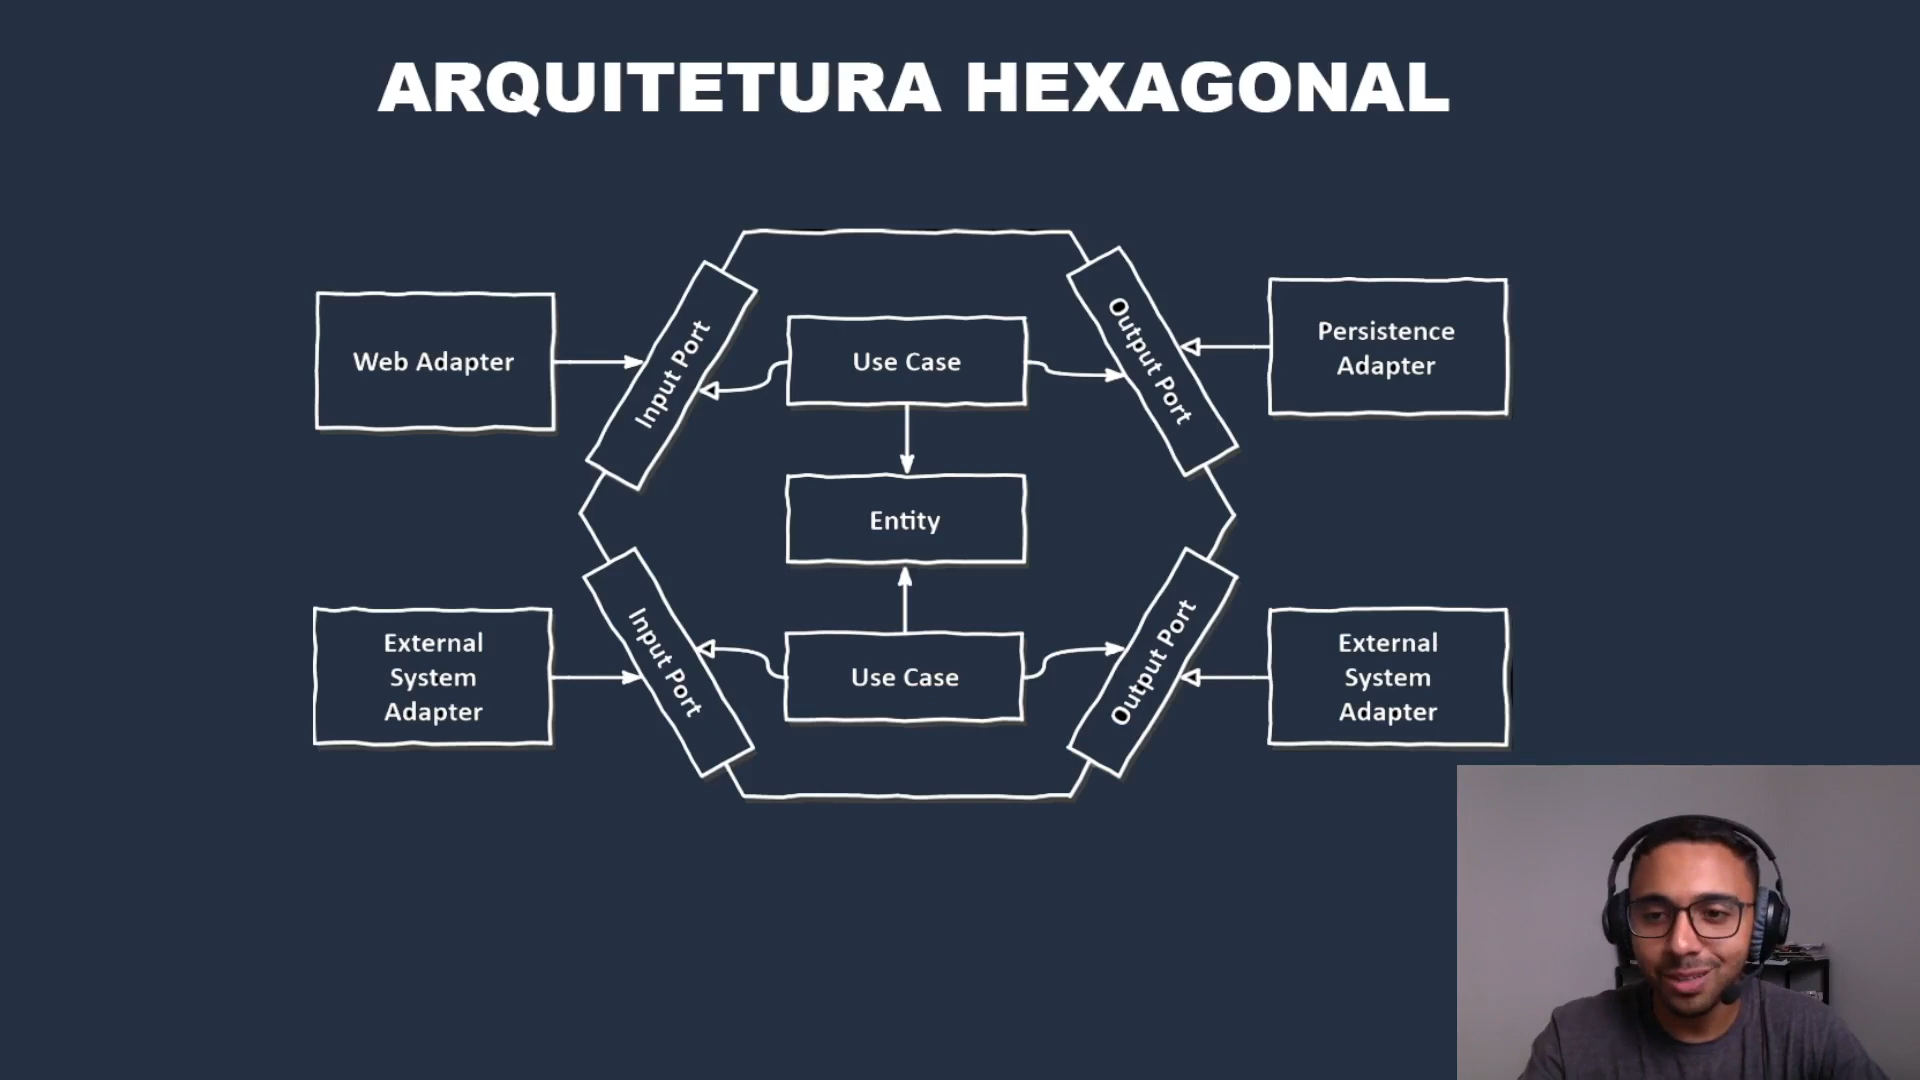 ARQUITETURA HEXAGONAL
Web Adapter
Input Port
Use Case
Output Port
Persistence
Adapter
Entity
External
System
Adapter
Input Port
Use Case
Output Port
External
System
Adapter